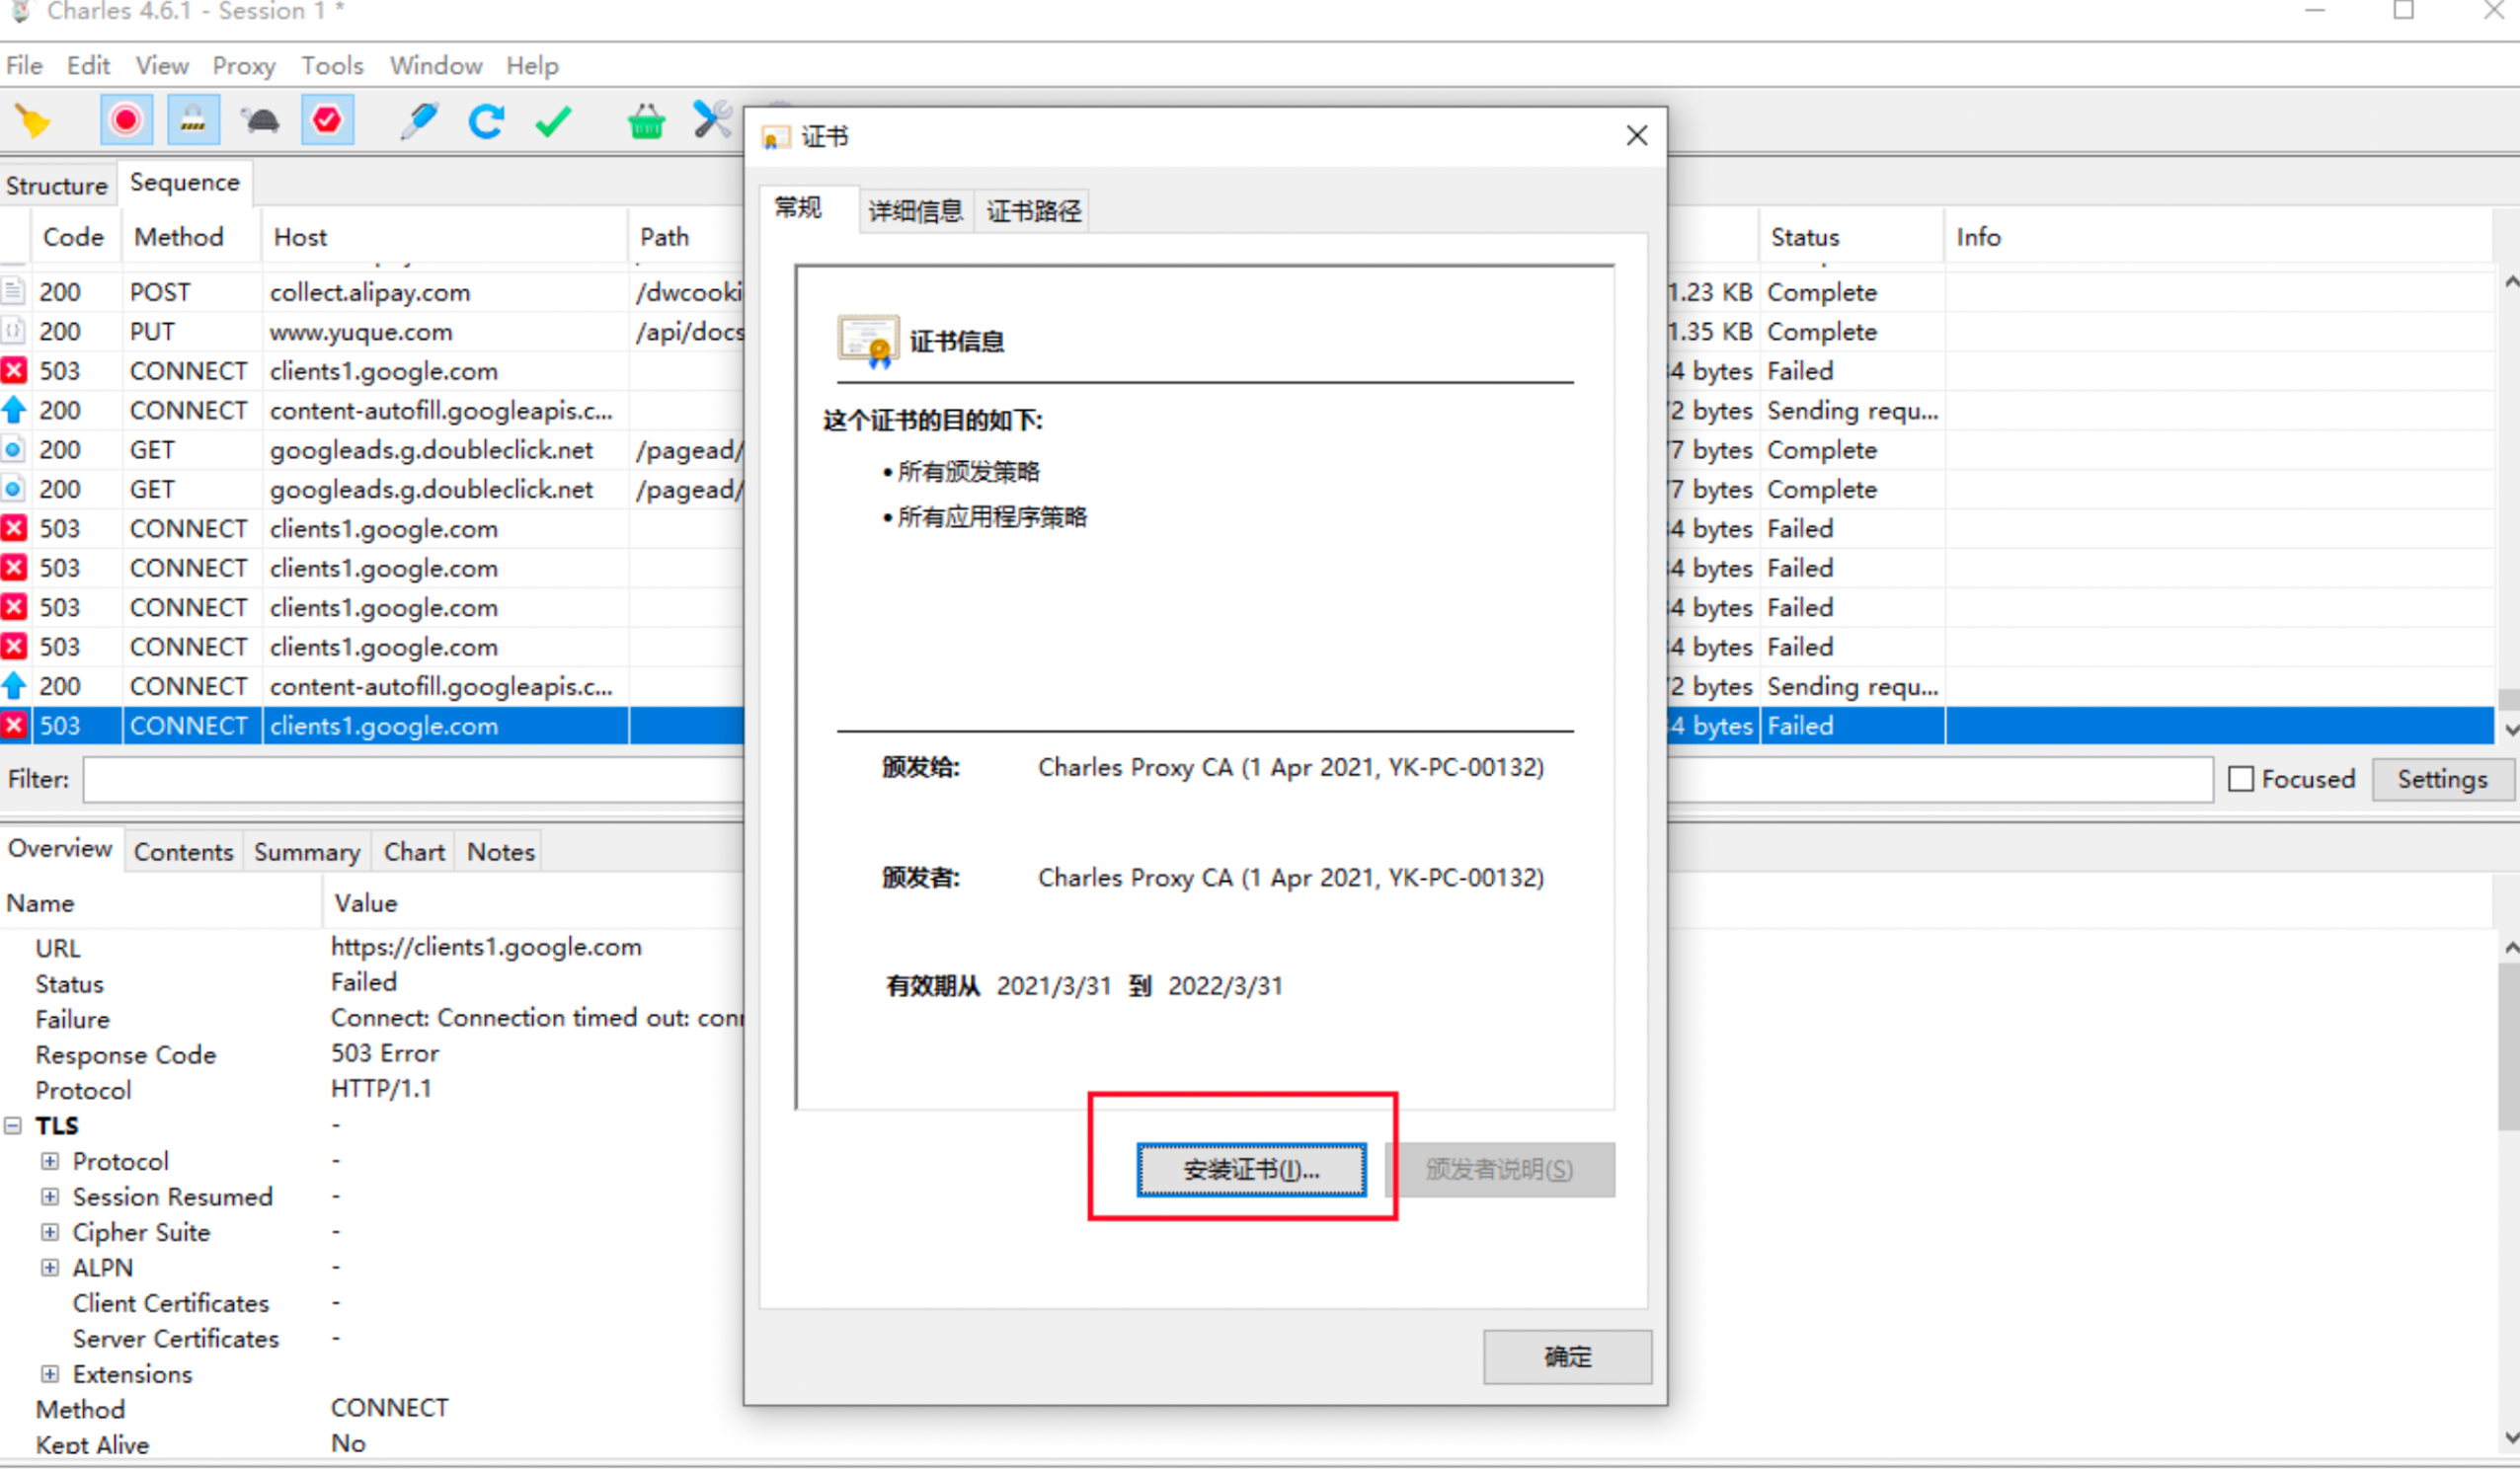 Charles 4.6.1 - Session 1 *
File Edit View Proxy Tools Window Help
证书
Structure Sequence
常规 详细信息 证书路径
Code Method Host Path Status Info
200 POST collect.alipay.com /dwcooki 1.23 KB Complete
200 PUT www.yuque.com /api/docs 1.35 KB Complete
503 CONNECT clients1.google.com 4 bytes Failed
200 CONNECT content-autofill.googleapis.c... 2 bytes Sending requ...
200 GET googleads.g.doubleclick.net /pagead/ 7 bytes Complete
200 GET googleads.g.doubleclick.net /pagead/ 7 bytes Complete
503 CONNECT clients1.google.com 4 bytes Failed
503 CONNECT clients1.google.com 4 bytes Failed
503 CONNECT clients1.google.com 4 bytes Failed
503 CONNECT clients1.google.com 4 bytes Failed
200 CONNECT content-autofill.googleapis.c... 2 bytes Sending requ...
503 CONNECT clients1.google.com 4 bytes Failed
Filter: Focused Settings
证书信息
这个证书的目的如下:
• 所有颁发策略
• 所有应用程序策略
颁发给: Charles Proxy CA (1 Apr 2021, YK-PC-00132)
颁发者: Charles Proxy CA (1 Apr 2021, YK-PC-00132)
有效期从 2021/3/31 到 2022/3/31
安装证书(I)... 颁发者说明(S)
确定
Overview Contents Summary Chart Notes
Name Value
URL https://clients1.google.com
Status Failed
Failure Connect: Connection timed out: conn
Response Code 503 Error
Protocol HTTP/1.1
TLS -
Protocol -
Session Resumed -
Cipher Suite -
ALPN -
Client Certificates -
Server Certificates -
Extensions
Method CONNECT
Kept Alive No